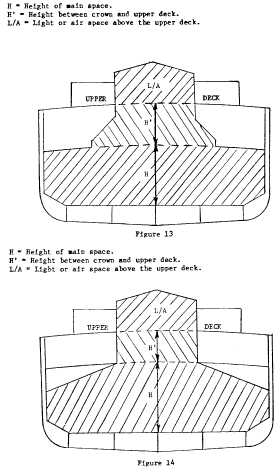 H = Height of main space.
H' = Height between crown and upper deck.
L/A = Light or air space above the upper deck.
L/A
UPPER DECK
H'
H
Figure 13
H = Height of main space.
H' = Height between crown and upper deck.
L/A = Light or air space above the upper deck.
L/A
UPPER DECK
H'
H
Figure 14